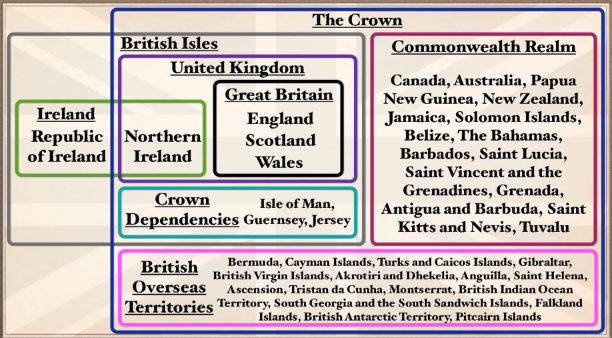 The Crown
British Isles
United Kingdom
Great Britain
England
Scotland
Wales
Ireland
Republic
of Ireland
Northern
Ireland
Crown
Dependencies
Isle of Man,
Guernsey, Jersey
Commonwealth Realm
Canada, Australia, Papua
New Guinea, New Zealand,
Jamaica, Solomon Islands,
Belize, The Bahamas,
Barbados, Saint Lucia,
Saint Vincent and the
Grenadines, Grenada,
Antigua and Barbuda, Saint
Kitts and Nevis, Tuvalu
British
Overseas
Territories
Bermuda, Cayman Islands, Turks and Caicos Islands, Gibraltar,
British Virgin Islands, Akrotiri and Dhekelia, Anguilla, Saint Helena,
Ascension, Tristan da Cunha, Montserrat, British Indian Ocean
Territory, South Georgia and the South Sandwich Islands, Falkland
Islands, British Antarctic Territory, Pitcairn Islands